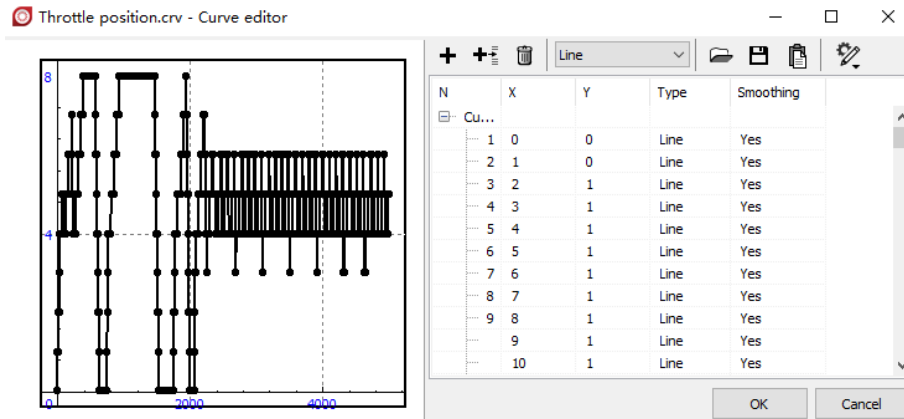 Throttle position.crv - Curve editor
8
4
0 2000 4000
Line
N X Y Type Smoothing
Cu...
1 0 0 Line Yes
2 1 0 Line Yes
3 2 1 Line Yes
4 3 1 Line Yes
5 4 1 Line Yes
6 5 1 Line Yes
7 6 1 Line Yes
8 7 1 Line Yes
9 8 1 Line Yes
9 1 Line Yes
10 1 Line Yes
OK Cancel